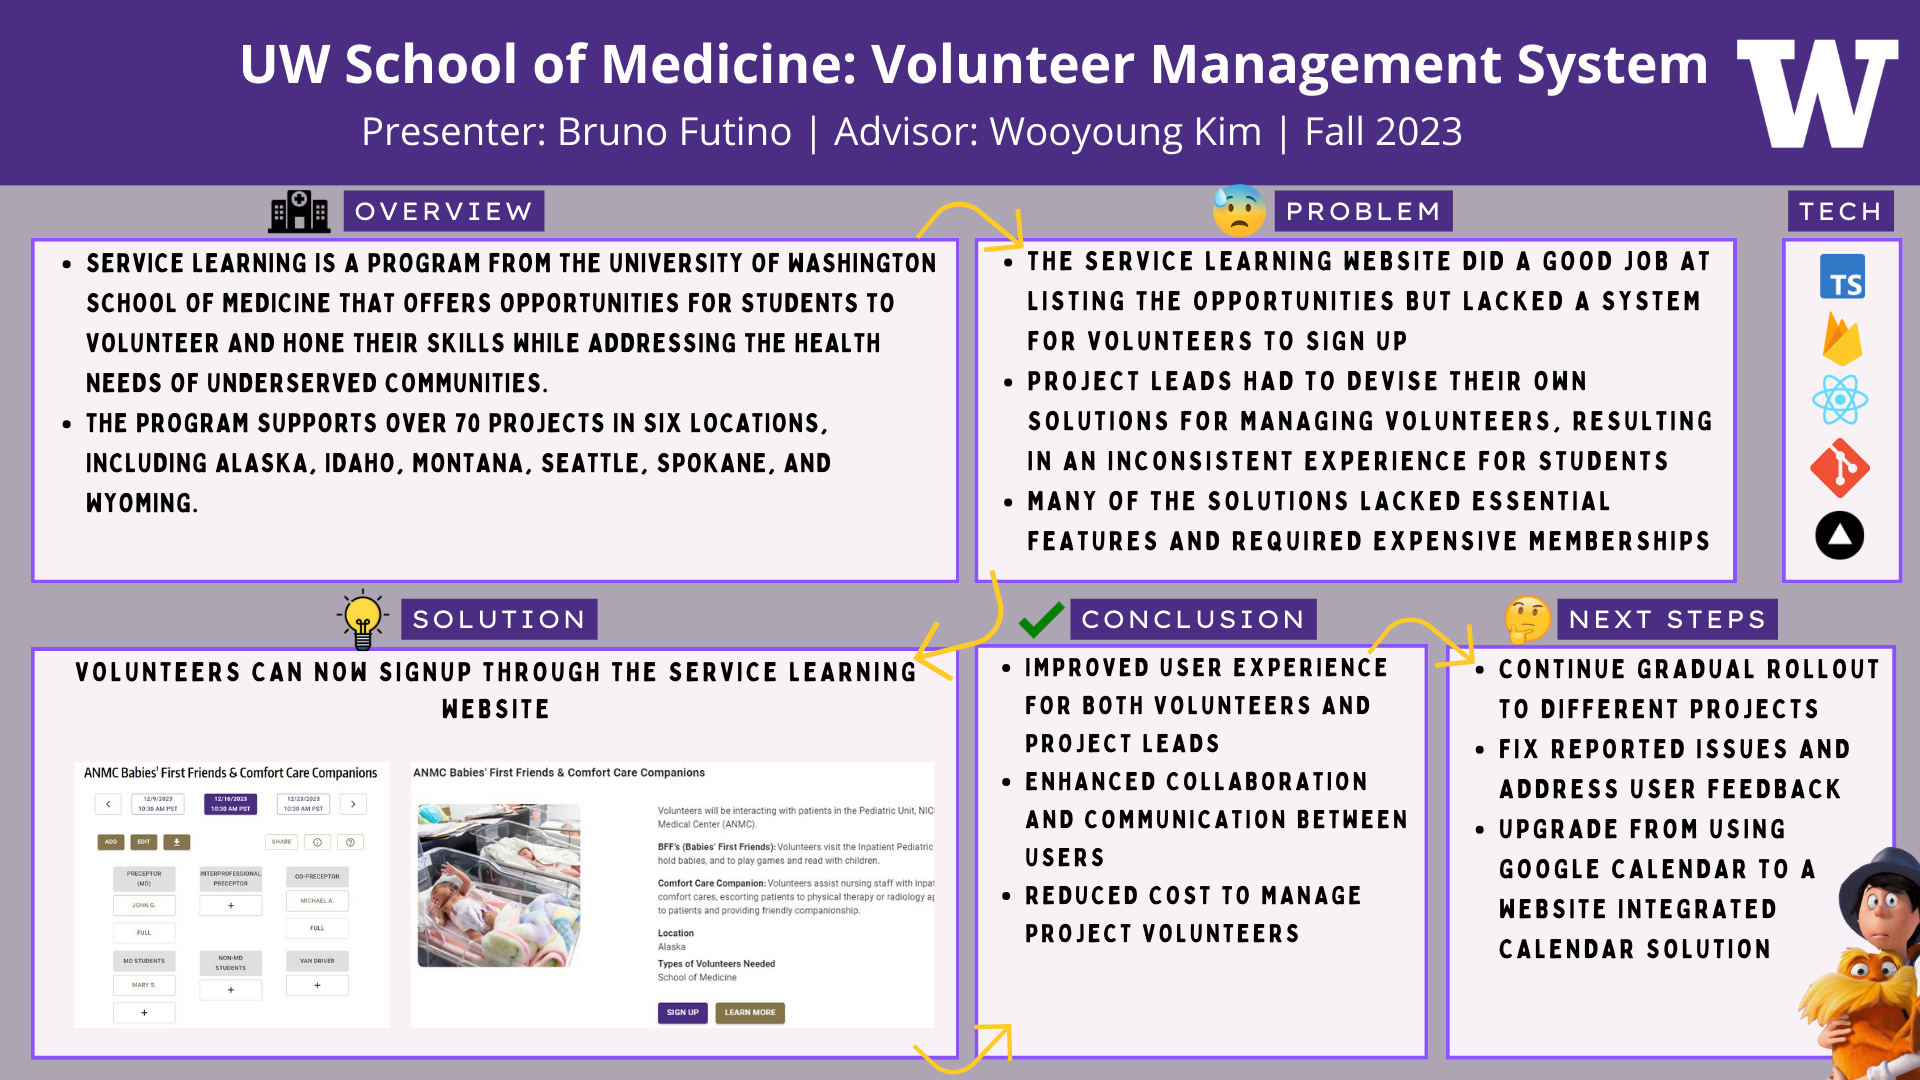 UW School of Medicine: Volunteer Management System
Presenter: Bruno Futino | Advisor: Wooyoung Kim | Fall 2023
W
OVERVIEW
SERVICE LEARNING IS A PROGRAM FROM THE UNIVERSITY OF WASHINGTON
SCHOOL OF MEDICINE THAT OFFERS OPPORTUNITIES FOR STUDENTS TO
VOLUNTEER AND HONE THEIR SKILLS WHILE ADDRESSING THE HEALTH
NEEDS OF UNDERSERVED COMMUNITIES.
THE PROGRAM SUPPORTS OVER 70 PROJECTS IN SIX LOCATIONS,
INCLUDING ALASKA, IDAHO, MONTANA, SEATTLE, SPOKANE, AND
WYOMING.
PROBLEM
THE SERVICE LEARNING WEBSITE DID A GOOD JOB AT
LISTING THE OPPORTUNITIES BUT LACKED A SYSTEM
FOR VOLUNTEERS TO SIGN UP
PROJECT LEADS HAD TO DEVISE THEIR OWN
SOLUTIONS FOR MANAGING VOLUNTEERS, RESULTING
IN AN INCONSISTENT EXPERIENCE FOR STUDENTS
MANY OF THE SOLUTIONS LACKED ESSENTIAL
FEATURES AND REQUIRED EXPENSIVE MEMBERSHIPS
TECH
TS
SOLUTION
VOLUNTEERS CAN NOW SIGNUP THROUGH THE SERVICE LEARNING
WEBSITE
ANMC Babies' First Friends & Comfort Care Companions
12/9/2023
10:30 AM PST
12/16/2023
10:30 AM PST
12/23/2023
10:30 AM PST
ADD
EDIT
SHARE
PRECEPTOR
(MD)
INTERPROFESSIONAL
PRECEPTOR
CO-PRECEPTOR
JOHN G.
+
MICHAEL A.
FULL
FULL
MD STUDENTS
NON-MD
STUDENTS
VAN DRIVER
MARY S.
+
+
+
ANMC Babies' First Friends & Comfort Care Companions
Volunteers will be interacting with patients in the Pediatric Unit, NIC
Medical Center (ANMC).
BFF's (Babies' First Friends): Volunteers visit the Inpatient Pediatric
hold babies, and to play games and read with children.
Comfort Care Companion: Volunteers assist nursing staff with inpat
comfort cares, escorting patients to physical therapy or radiology ap
to patients and providing friendly companionship.
Location
Alaska
Types of Volunteers Needed
School of Medicine
SIGN UP
LEARN MORE
CONCLUSION
IMPROVED USER EXPERIENCE
FOR BOTH VOLUNTEERS AND
PROJECT LEADS
ENHANCED COLLABORATION
AND COMMUNICATION BETWEEN
USERS
REDUCED COST TO MANAGE
PROJECT VOLUNTEERS
NEXT STEPS
CONTINUE GRADUAL ROLLOUT
TO DIFFERENT PROJECTS
FIX REPORTED ISSUES AND
ADDRESS USER FEEDBACK
UPGRADE FROM USING
GOOGLE CALENDAR TO A
WEBSITE INTEGRATED
CALENDAR SOLUTION